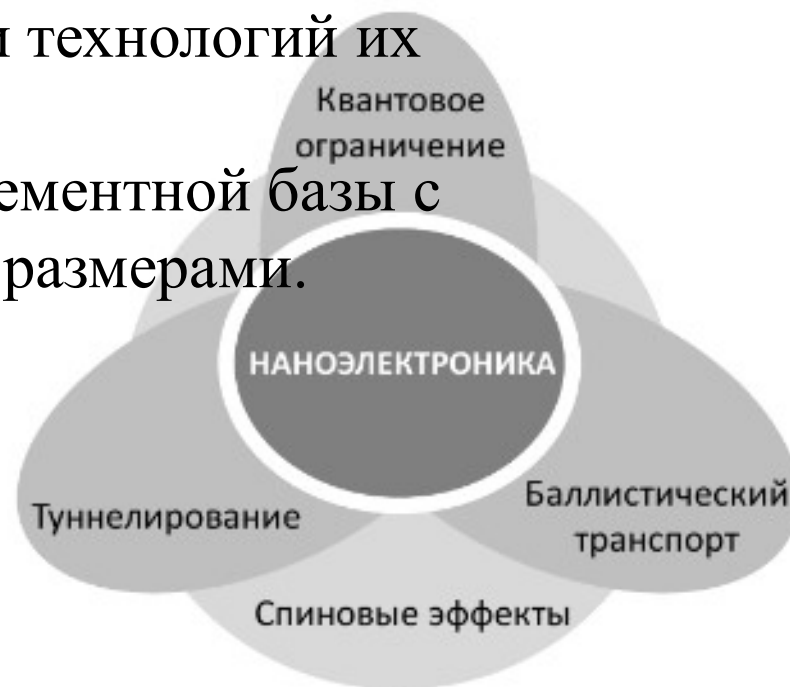 и технологий их
Квантовое
ограничение
ементной базы с
размерами.
НАНОЭЛЕКТРОНИКА
Баллистический
транспорт
Туннелирование
Спиновые эффекты